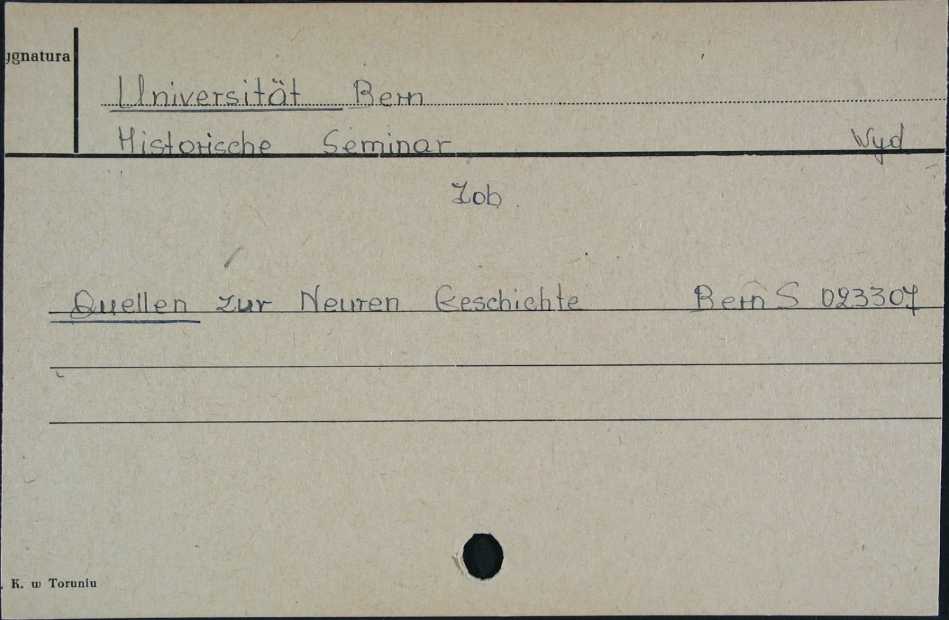 ygnatura
Universität Bern
Historische Seminar Wyd
Zob
Quellen zur Neuren Geschichte Bern S 023307
. K. w Toruniu